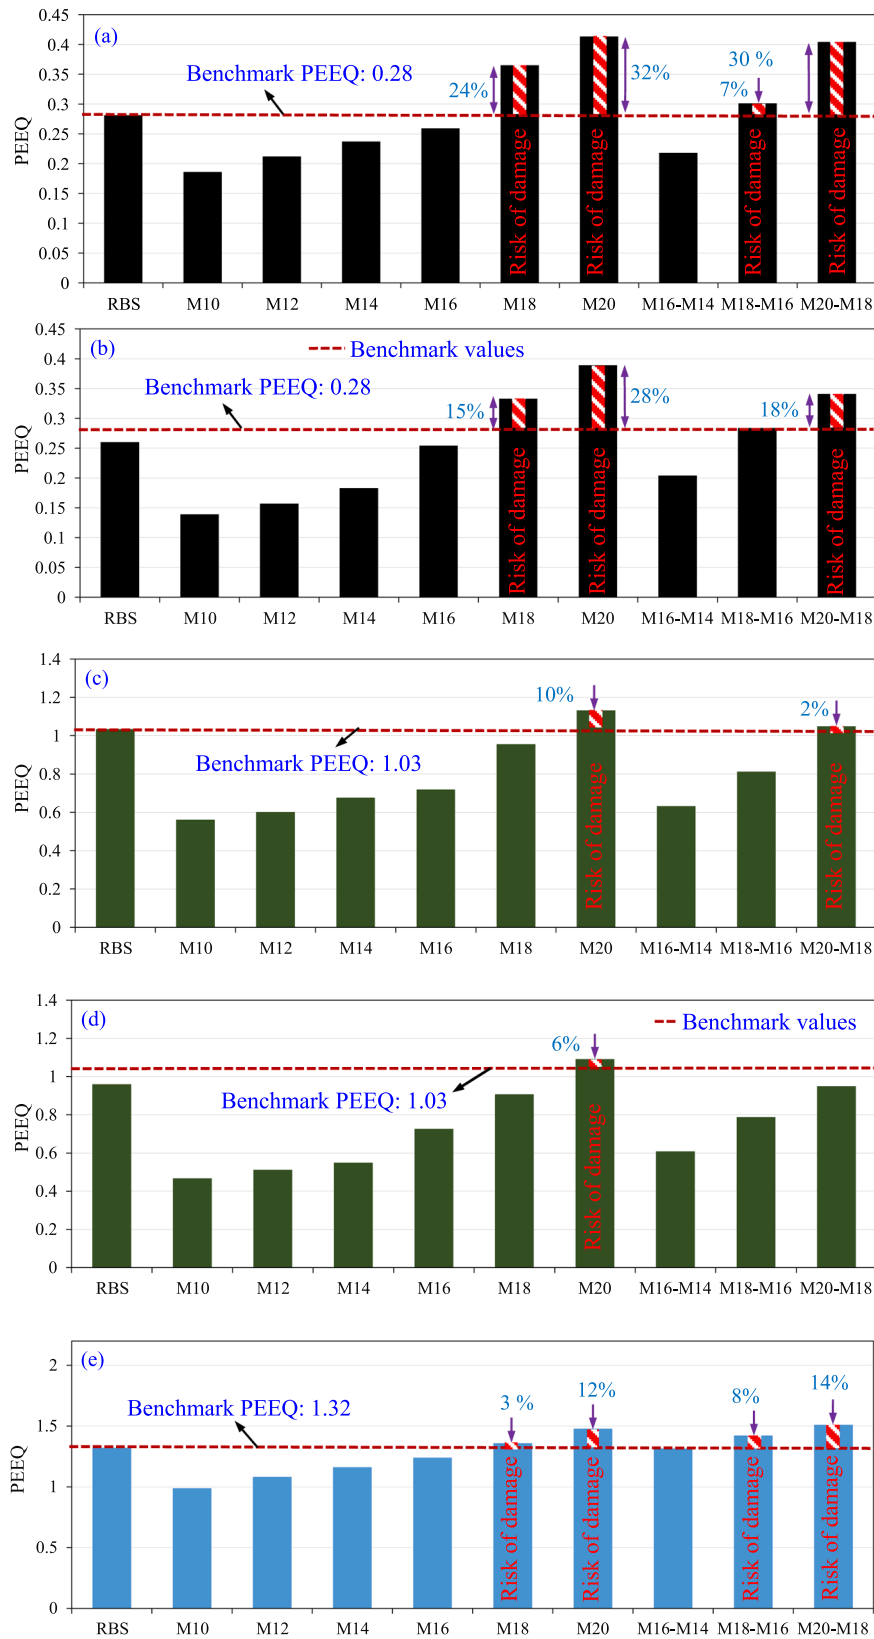 (a)
0.45
0.4
0.35
0.3
0.25
0.2
0.15
0.1
0.05
0
PEEQ
Benchmark PEEQ: 0.28
24%
32%
30 %
7%
Risk of damage
Risk of damage
Risk of damage
Risk of damage
RBS M10 M12 M14 M16 M18 M20 M16-M14 M18-M16 M20-M18
(b)
0.45
0.4
0.35
0.3
0.25
0.2
0.15
0.1
0.05
0
PEEQ
Benchmark values
Benchmark PEEQ: 0.28
15%
28%
18%
Risk of damage
Risk of damage
Risk of damage
RBS M10 M12 M14 M16 M18 M20 M16-M14 M18-M16 M20-M18
(c)
1.4
1.2
1
0.8
0.6
0.4
0.2
0
PEEQ
10%
2%
Benchmark PEEQ: 1.03
Risk of damage
Risk of damage
RBS M10 M12 M14 M16 M18 M20 M16-M14 M18-M16 M20-M18
(d)
1.4
1.2
1
0.8
0.6
0.4
0.2
0
PEEQ
Benchmark values
6%
Benchmark PEEQ: 1.03
Risk of damage
RBS M10 M12 M14 M16 M18 M20 M16-M14 M18-M16 M20-M18
(e)
2
1.5
1
0.5
0
PEEQ
Benchmark PEEQ: 1.32
3 %
12%
8%
14%
Risk of damage
Risk of damage
Risk of damage
Risk of damage
RBS M10 M12 M14 M16 M18 M20 M16-M14 M18-M16 M20-M18